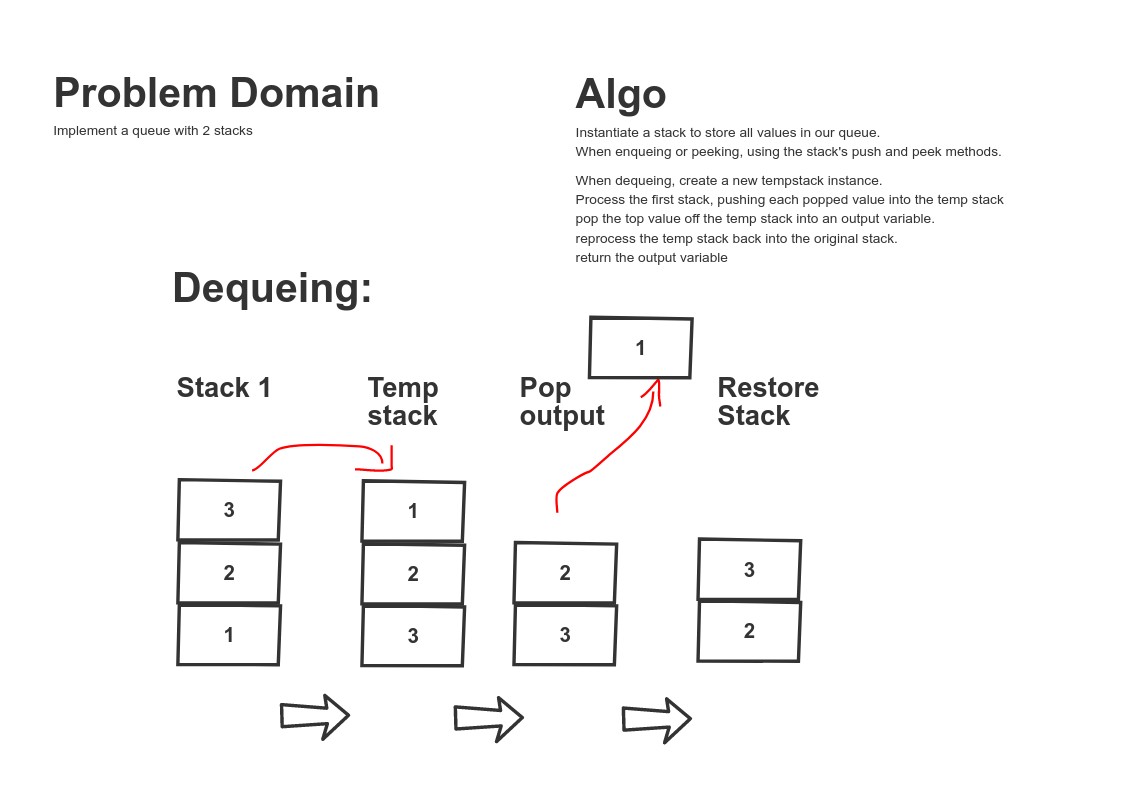 Problem Domain
Implement a queue with 2 stacks
Algo
Instantiate a stack to store all values in our queue.
When enqueing or peeking, using the stack's push and peek methods.
When dequeing, create a new tempstack instance.
Process the first stack, pushing each popped value into the temp stack
pop the top value off the temp stack into an output variable.
reprocess the temp stack back into the original stack.
return the output variable
Dequeing:
Stack 1
3
2
1
Temp
stack
1
2
3
Pop
output
1
2
3
Restore
Stack
3
2